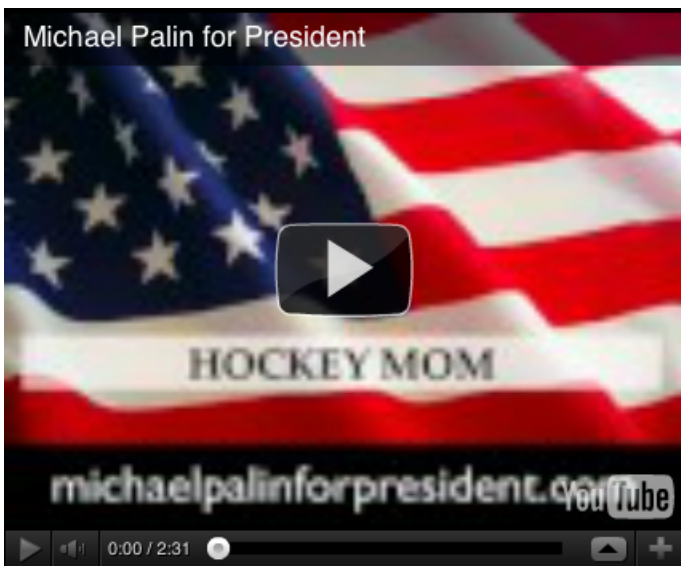 Michael Palin for President
HOCKEY MOM
michaelpalinforpresident.com
YouTube
0:00 / 2:31